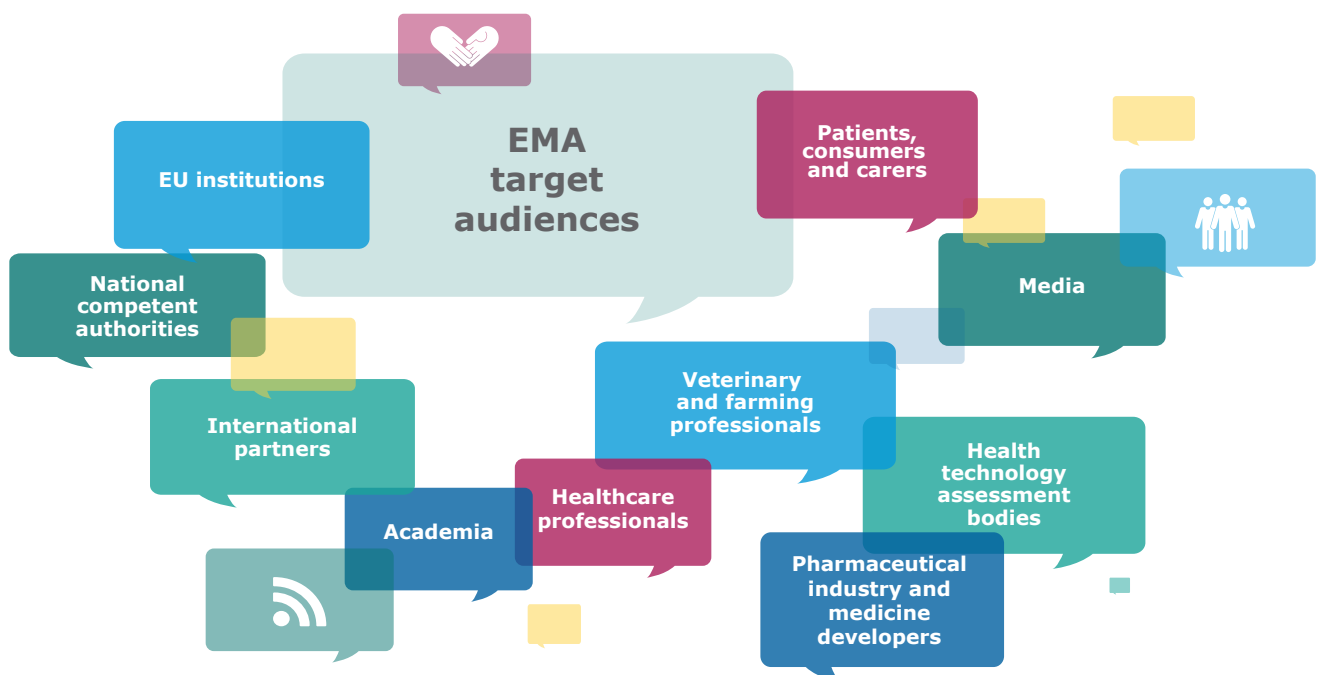 EMA
target
audiences
EU institutions
Patients,
consumers
and carers
National
competent
authorities
Media
International
partners
Veterinary
and farming
professionals
Academia
Healthcare
professionals
Health
technology
assessment
bodies
Pharmaceutical
industry and
medicine
developers